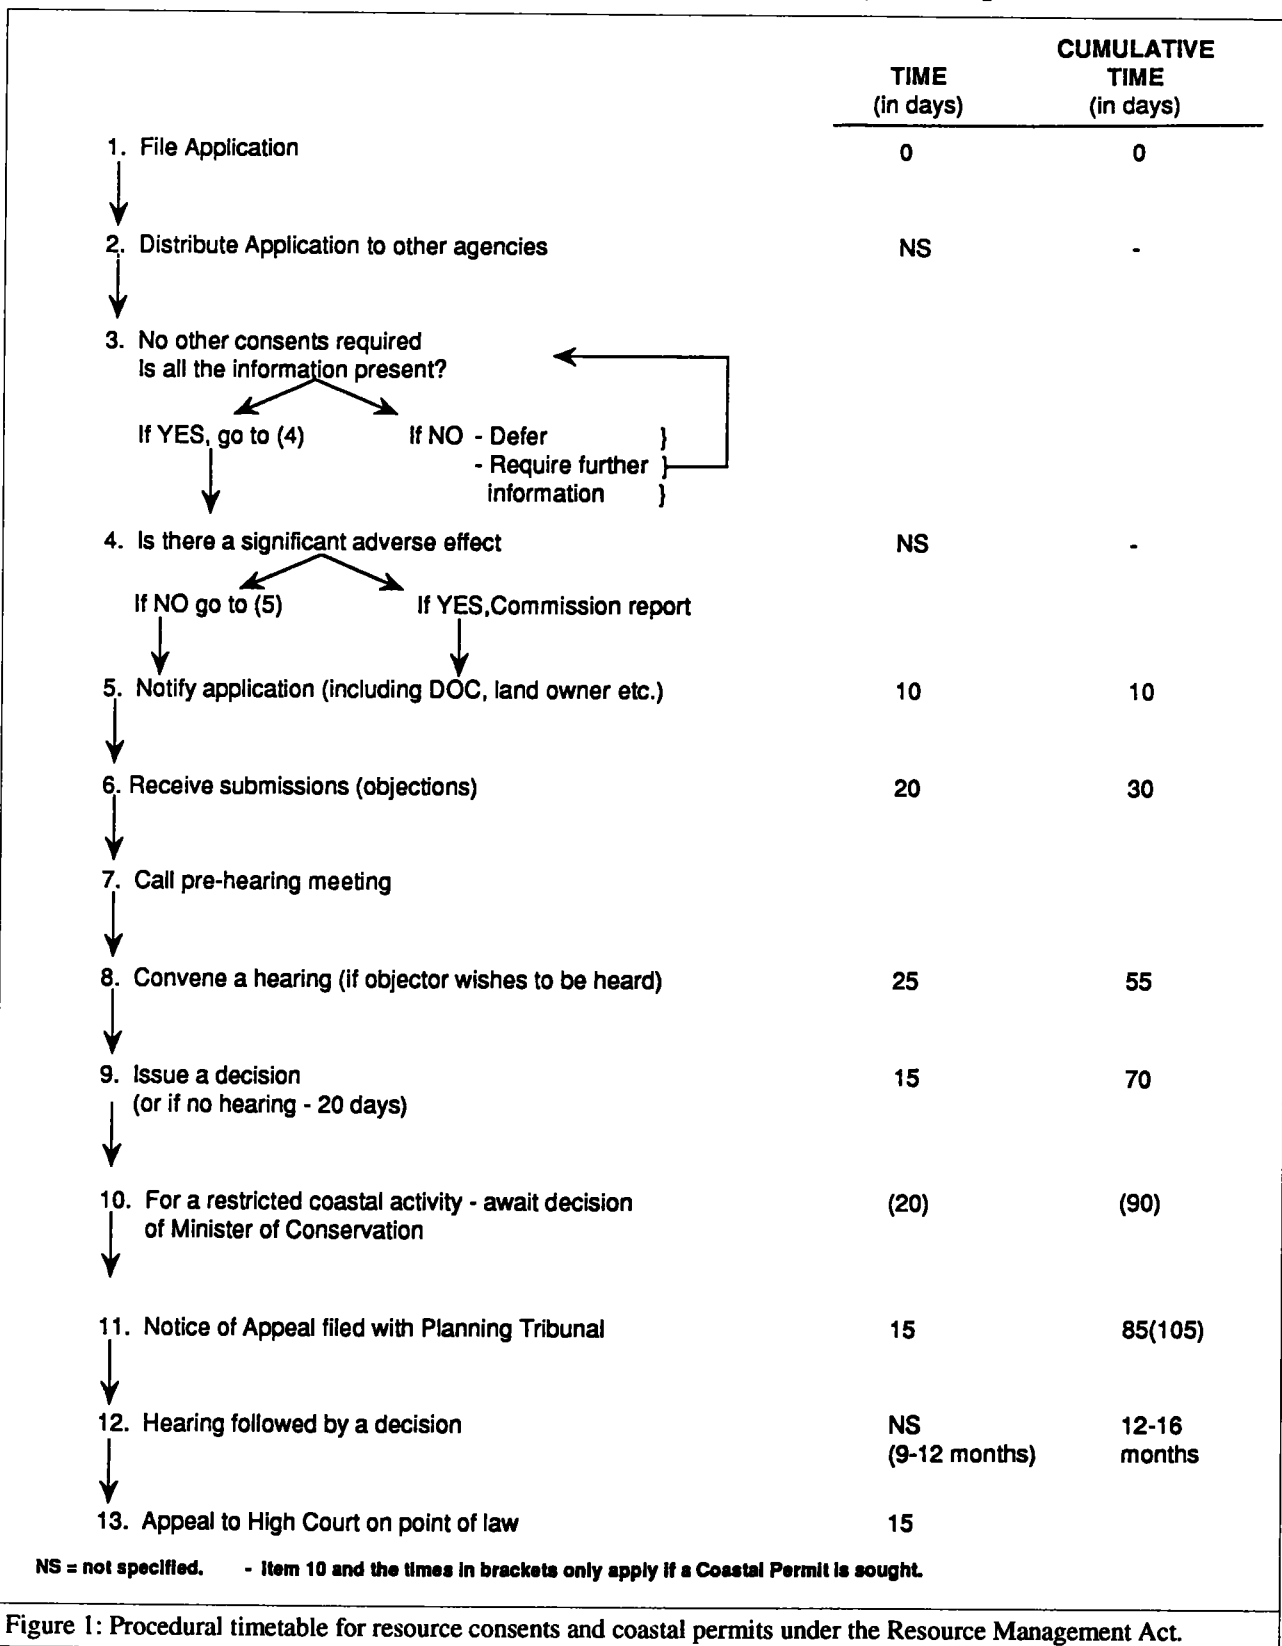 CUMULATIVE
TIME TIME
(in days) (in days)
1. File Application 0 0
2. Distribute Application to other agencies NS -
3. No other consents required
Is all the information present?
If YES, go to (4) If NO - Defer }
- Require further }
information }
4. Is there a significant adverse effect NS -
If NO go to (5) If YES,Commission report
5. Notify application (including DOC, land owner etc.) 10 10
6. Receive submissions (objections) 20 30
7. Call pre-hearing meeting
8. Convene a hearing (if objector wishes to be heard) 25 55
9. Issue a decision 15 70
(or if no hearing - 20 days)
10. For a restricted coastal activity - await decision (20) (90)
of Minister of Conservation
11. Notice of Appeal filed with Planning Tribunal 15 85(105)
12. Hearing followed by a decision NS 12-16
(9-12 months) months
13. Appeal to High Court on point of law 15
NS = not specified. - Item 10 and the times in brackets only apply if a Coastal Permit is sought.
Figure 1: Procedural timetable for resource consents and coastal permits under the Resource Management Act.